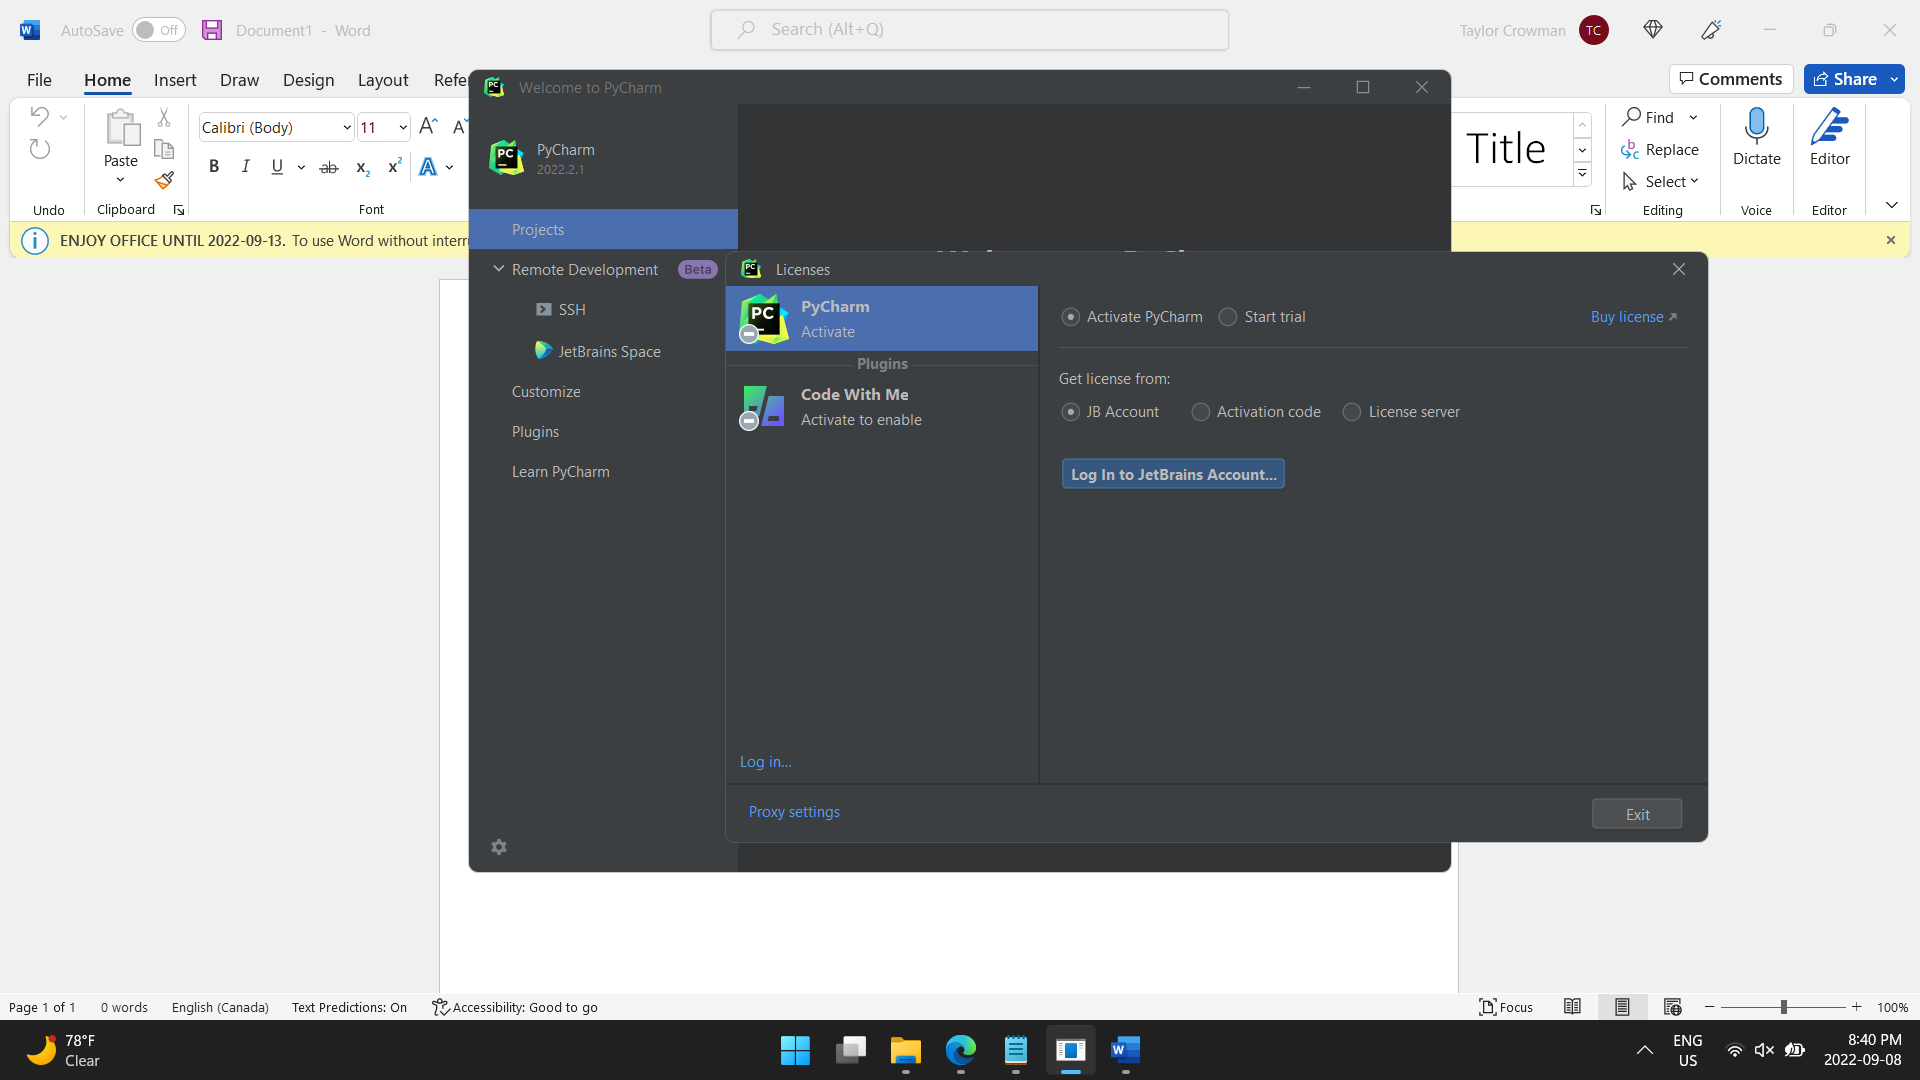 AutoSave Off Document1 - Word
Search (Alt+Q)
Taylor Crowman TC
File Home Insert Draw Design Layout
Comments Share
Undo
Paste
Clipboard
Calibri (Body) 11
B I U ab x2 x2 A
Font
Title
Find
Replace
Select
Editing
Dictate
Voice
Editor
Editor
ENJOY OFFICE UNTIL 2022-09-13. To use Word without
Welcome to PyCharm
PyCharm
2022.2.1
Projects
Remote Development Beta
SSH
JetBrains Space
Customize
Plugins
Learn PyCharm
Licenses
PyCharm
Activate
Plugins
Code With Me
Activate to enable
Log in...
Activate PyCharm Start trial Buy license
Get license from:
JB Account Activation code License server
Log In to JetBrains Account...
Proxy settings
Exit
Page 1 of 1 0 words English (Canada) Text Predictions: On Accessibility: Good to go
Focus 100%
78°F
Clear
ENG
US
8:40 PM
2022-09-08